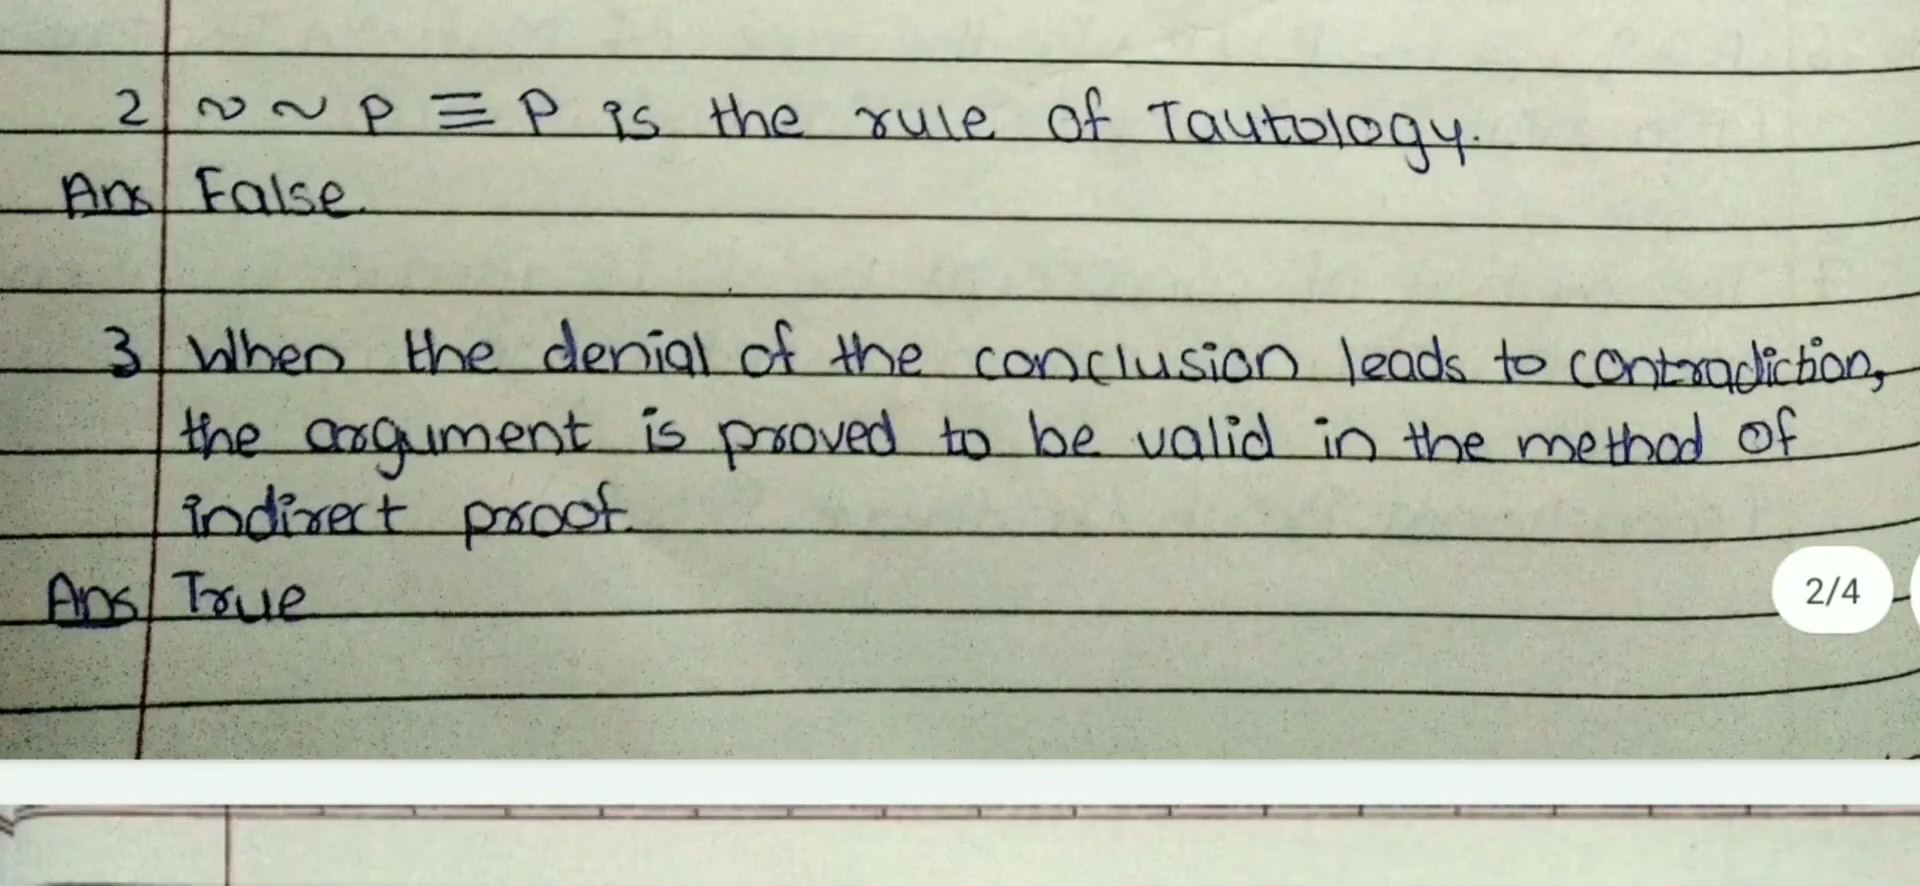 2 ~ ~ p ≡ p is the rule of Tautology.
Ans False.
3 When the denial of the conclusion leads to contradiction,
the argument is proved to be valid in the method of
indirect proof.
Ans True
2/4